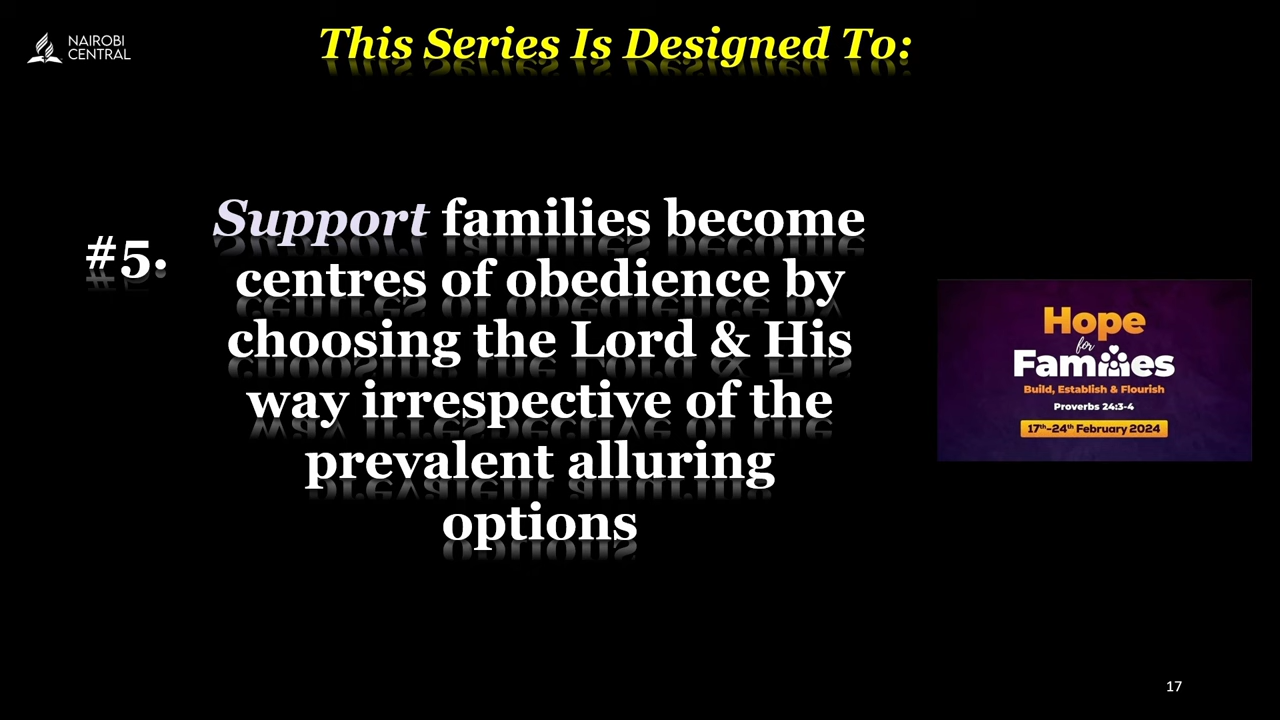 NAIROBI
CENTRAL
This Series Is Designed To:
#5.
Support families become
centres of obedience by
choosing the Lord & His
way irrespective of the
prevalent alluring
options
Hope
for
Families
Build, Establish & Flourish
Proverbs 24:3-4
17th-24th February 2024
17